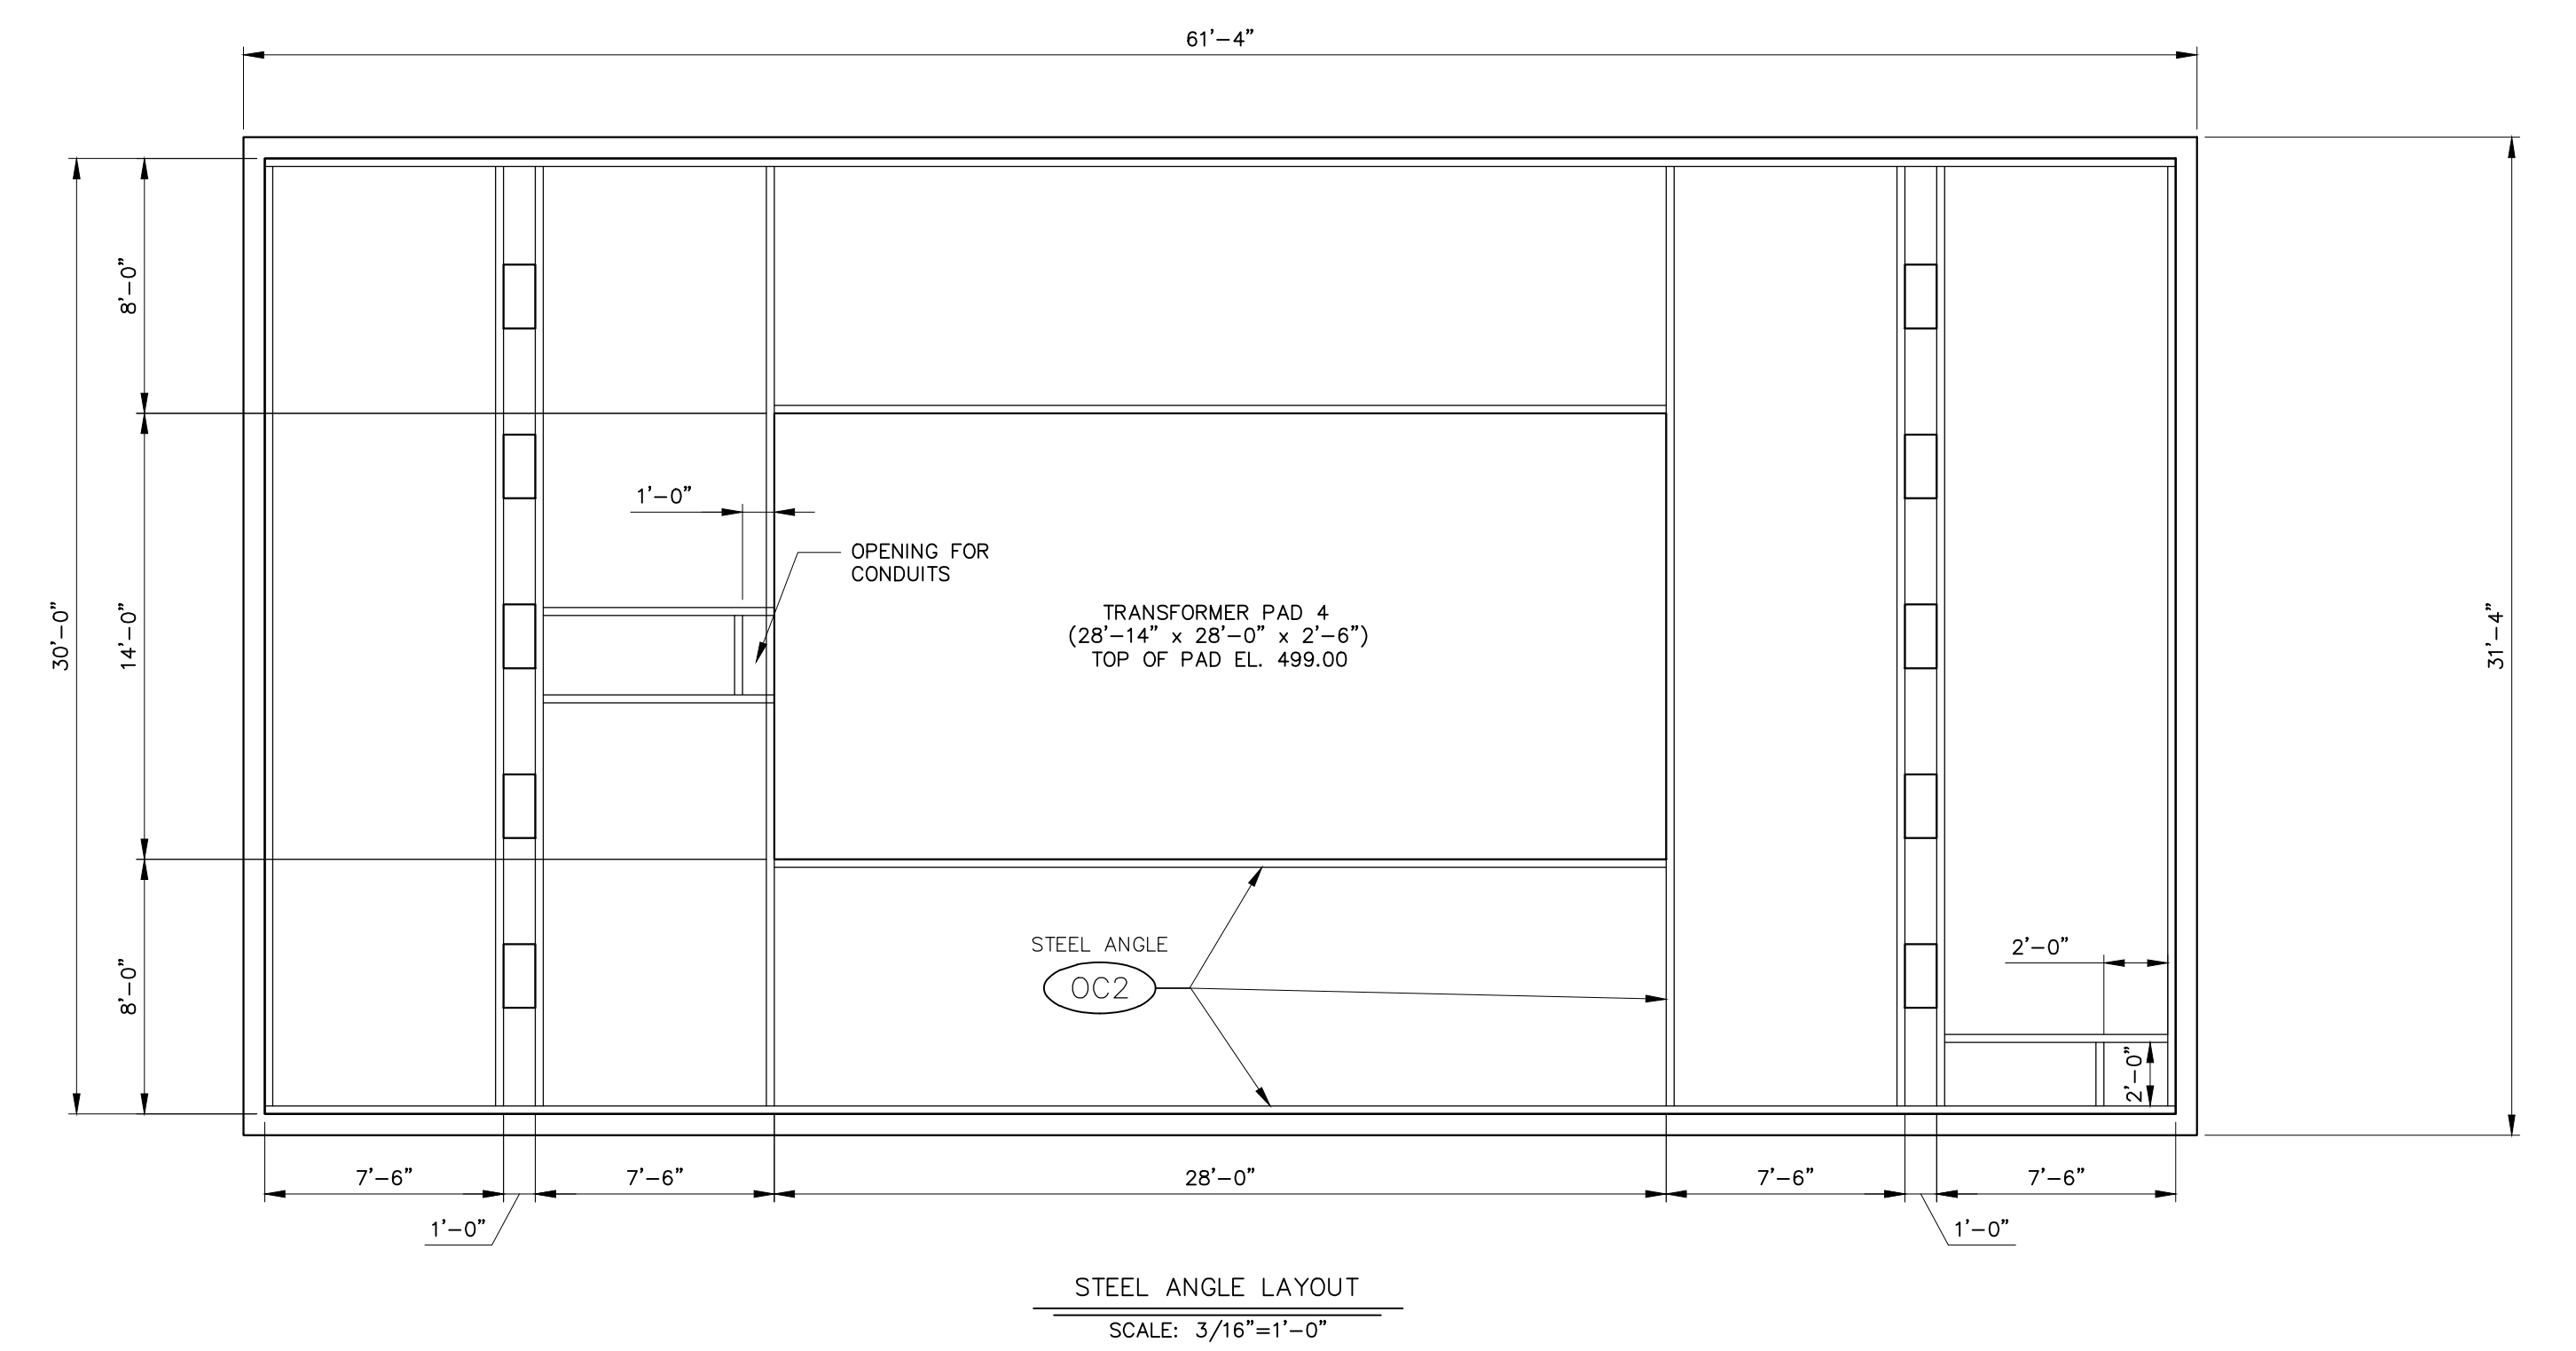 61'-4"
8'-0"
30'-0"
14'-0"
8'-0"
31'-4"
1'-0"
OPENING FOR
CONDUITS
TRANSFORMER PAD 4
(28'-14" x 28'-0" x 2'-6")
TOP OF PAD EL. 499.00
STEEL ANGLE
OC2
2'-0"
2'-0"
7'-6"
7'-6"
28'-0"
7'-6"
7'-6"
1'-0"
1'-0"
STEEL ANGLE LAYOUT
SCALE: 3/16"=1'-0"